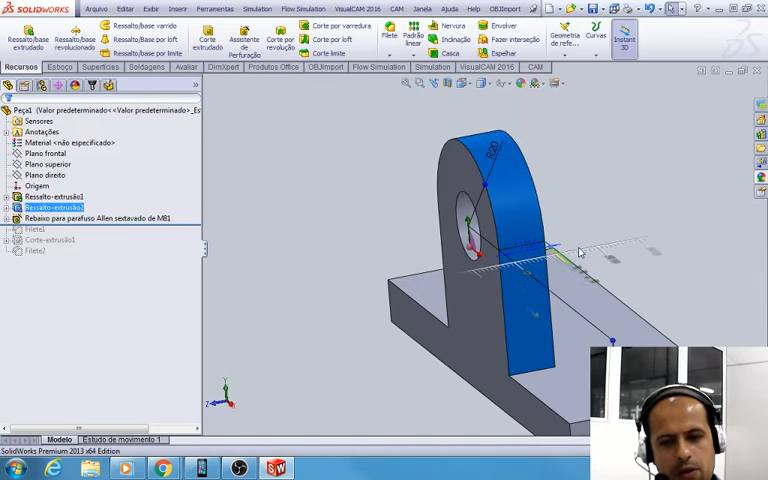 SOLIDWORKS Arquivo Editar Exibir Inserir Ferramentas Simulation Flow Simulation VisualCAM 2016 Janela Ajuda Jerson OBJImport
Ressalto/base extrudado
Ressalto/base revolucionado
Ressalto/base varrido
Ressalto/base por loft
Ressalto/base por limite
Corte extrudado
Assistente de Perfuração
Corte por revolução
Corte por varredura
Corte por loft
Corte limite
Filete
Padrão linear
Nervura
Inclinação
Casca
Envolver
Fazer interseção
Espelhar
Geometria de refe...
Curvas
Instant 3D
Recursos Esboço Superfícies Soldagens Avaliar DimXpert Produtos Office OBJImport Flow Simulation Simulation VisualCAM 2016 CAM
Peça1 (Valor predeterminado<<Valor predeterminado>_Es
Sensores
Anotações
Material <não especificado>
Plano frontal
Plano superior
Plano direito
Origem
Ressalto-extrusão1
Ressalto-extrusão2
Rebaixo para parafuso Allen sextavado de M81
Filete1
Corte-extrusão1
Filete2
R20
Y
Z
Modelo Estudo de movimento 1
SolidWorks Premium 2013 x64 Edition